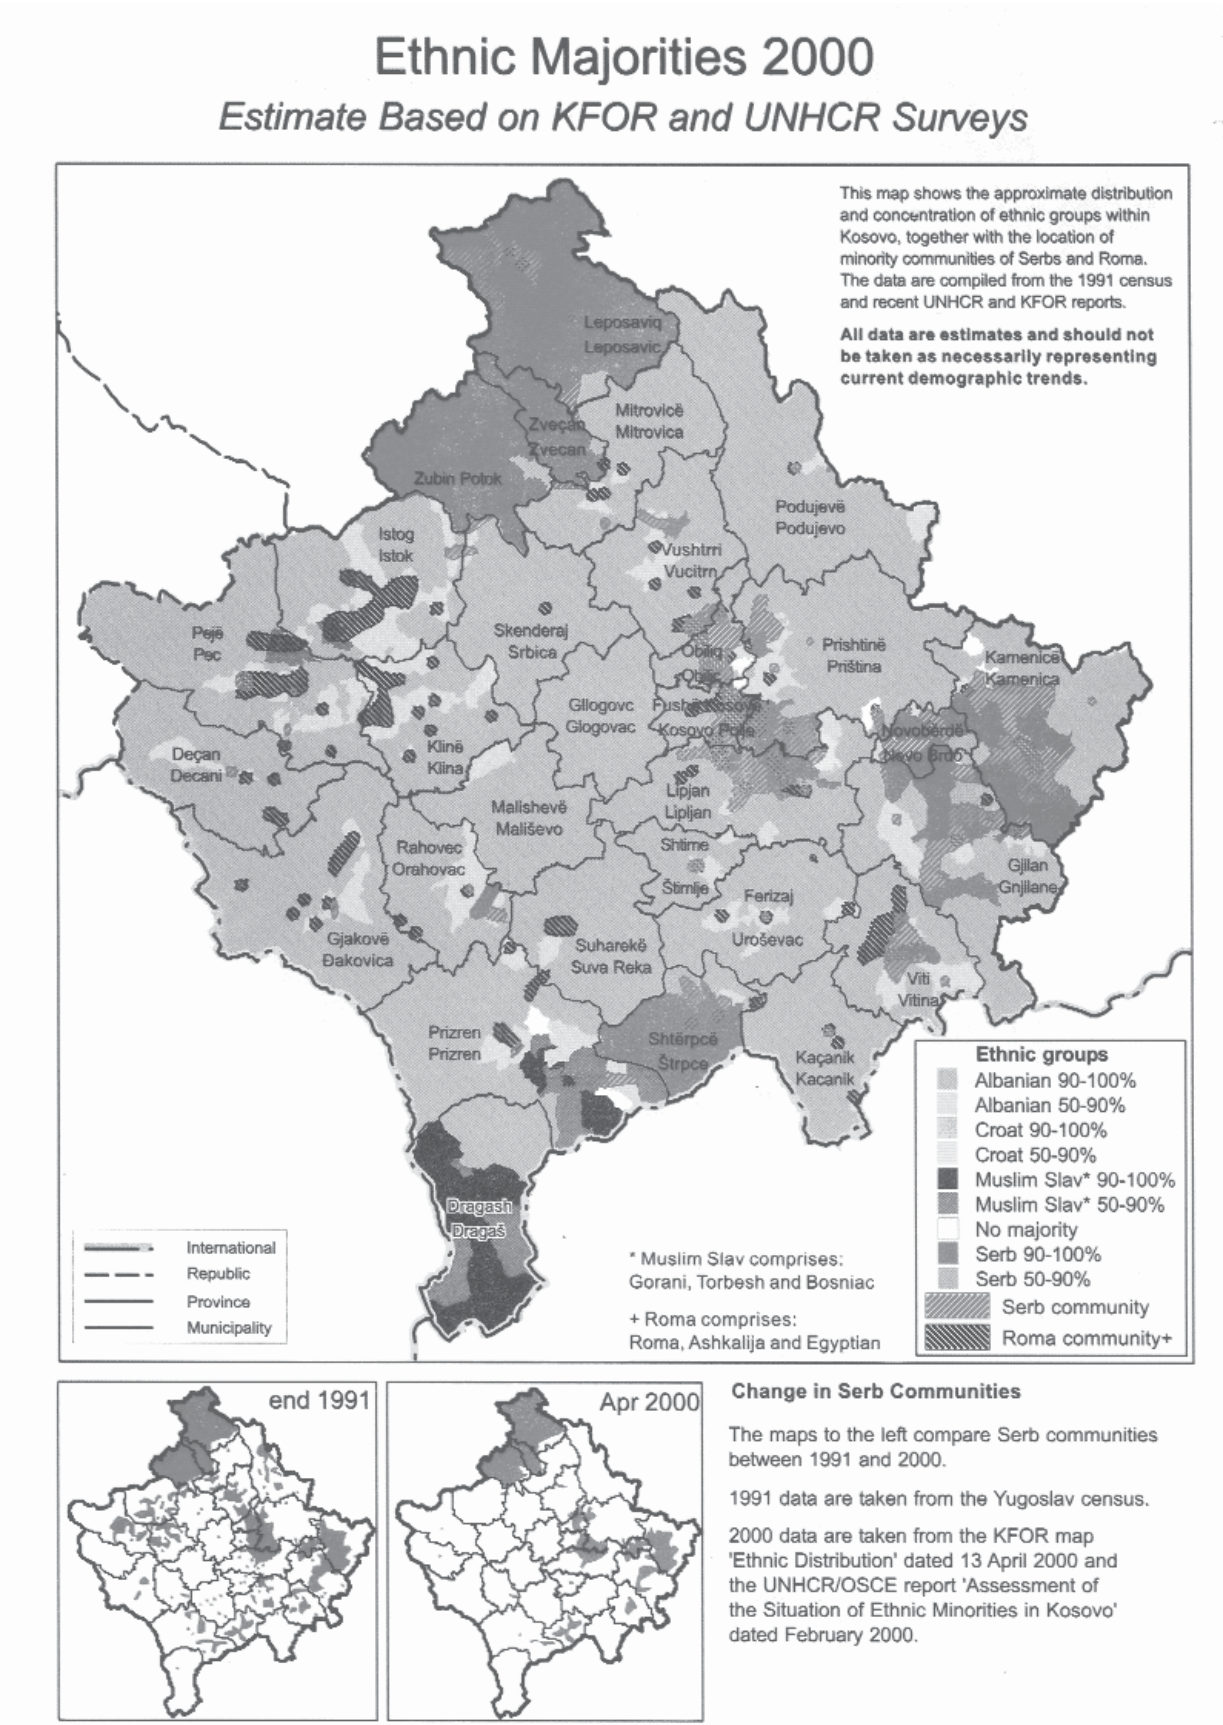 Ethnic Majorities 2000
Estimate Based on KFOR and UNHCR Surveys
This map shows the approximate distribution
and concentration of ethnic groups within
Kosovo, together with the location of
minority communities of Serbs and Roma.
The data are compiled from the 1991 census
and recent UNHCR and KFOR reports.
All data are estimates and should not
be taken as necessarily representing
current demographic trends.
Leposaviq
Leposavic
Mitrovicë
Mitrovica
Zveçan
Zvecan
Zubin Potok
Podujevë
Podujevo
Istog
Istok
Vushtrri
Vucitrn
Pejë
Pec
Skenderaj
Srbica
Obiliq
Obilic
Prishtinë
Priština
Kamenicë
Kamenica
Gllogovc
Glogovac
Fushë Kosovë
Kosovo Polje
Novobërdë
Novo Brdo
Klinë
Klina
Deçan
Decani
Lipjan
Lipljan
Malishevë
Mališevo
Rahovec
Orahovac
Shtime
Štimlje
Gjilan
Gnjilane
Ferizaj
Uroševac
Gjakovë
Đakovica
Suharekë
Suva Reka
Viti
Vitina
Prizren
Prizren
Shtërpcë
Štrpce
Kaçanik
Kacanik
Dragash
Dragaš
Ethnic groups
Albanian 90-100%
Albanian 50-90%
Croat 90-100%
Croat 50-90%
Muslim Slav* 90-100%
Muslim Slav* 50-90%
No majority
Serb 90-100%
Serb 50-90%
Serb community
Roma community+
International
Republic
Province
Municipality
* Muslim Slav comprises:
Gorani, Torbesh and Bosniac
+ Roma comprises:
Roma, Ashkalija and Egyptian
end 1991
Apr 2000
Change in Serb Communities
The maps to the left compare Serb communities
between 1991 and 2000.
1991 data are taken from the Yugoslav census.
2000 data are taken from the KFOR map
'Ethnic Distribution' dated 13 April 2000 and
the UNHCR/OSCE report 'Assessment of
the Situation of Ethnic Minorities in Kosovo'
dated February 2000.